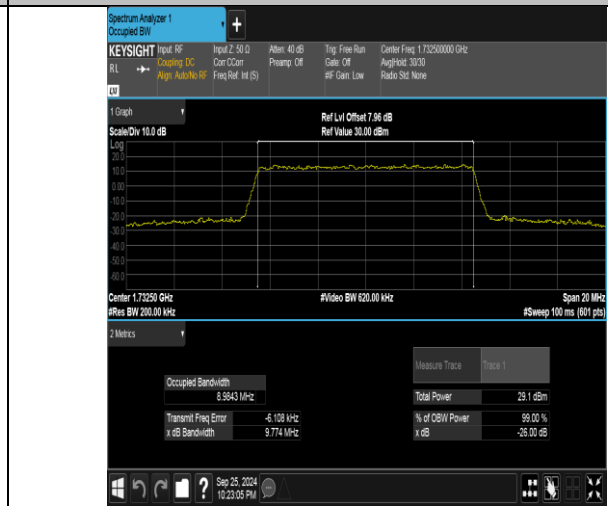 Spectrum Analyzer 1
Occupied BW
+
KEYSIGHT Input: RF Input Z: 50 Ω Atten: 40 dB Trig: Free Run Center Freq: 1.732500000 GHz
RL Coupling: DC Corr CCorr Preamp: Off Gate: Off Avg|Hold: 30/30
Align: Auto/No RF Freq Ref: Int (S) #IF Gain: Low Radio Std: None
LXI
1 Graph
Ref Lvl Offset 7.96 dB
Scale/Div 10.0 dB Ref Value 30.00 dBm
Log
20.0
10.0
0.00
-10.0
-20.0
-30.0
-40.0
-50.0
-60.0
Center 1.73250 GHz #Video BW 620.00 kHz Span 20 MHz
#Res BW 200.00 kHz #Sweep 100 ms (601 pts)
2 Metrics
Measure Trace Trace 1
Occupied Bandwidth
8.9843 MHz Total Power 29.1 dBm
Transmit Freq Error -6.108 kHz % of OBW Power 99.00 %
x dB Bandwidth 9.774 MHz x dB -26.00 dB
? Sep 25, 2024
10:23:05 PM